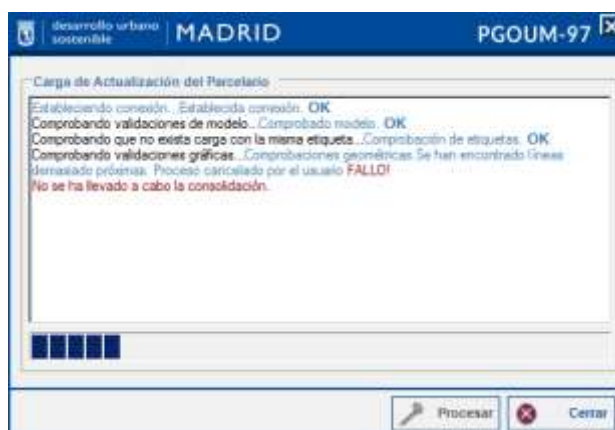 desarrollo urbano
sostenible
MADRID
PGOUM-97
Carga de Actualización del Parcelario
Estableciendo conexión...Establecida conexión. OK
Comprobando validaciones de modelo...Comprobado modelo. OK
Comprobando que no exista carga con la misma etiqueta...Comprobación de etiquetas. OK
Comprobando validaciones gráficas...Comprobaciones geométricas.Se han encontrado líneas
demasiado próximas. Proceso cancelado por el usuario FALLO!
No se ha llevado a cabo la consolidación.
Procesar
Cerrar